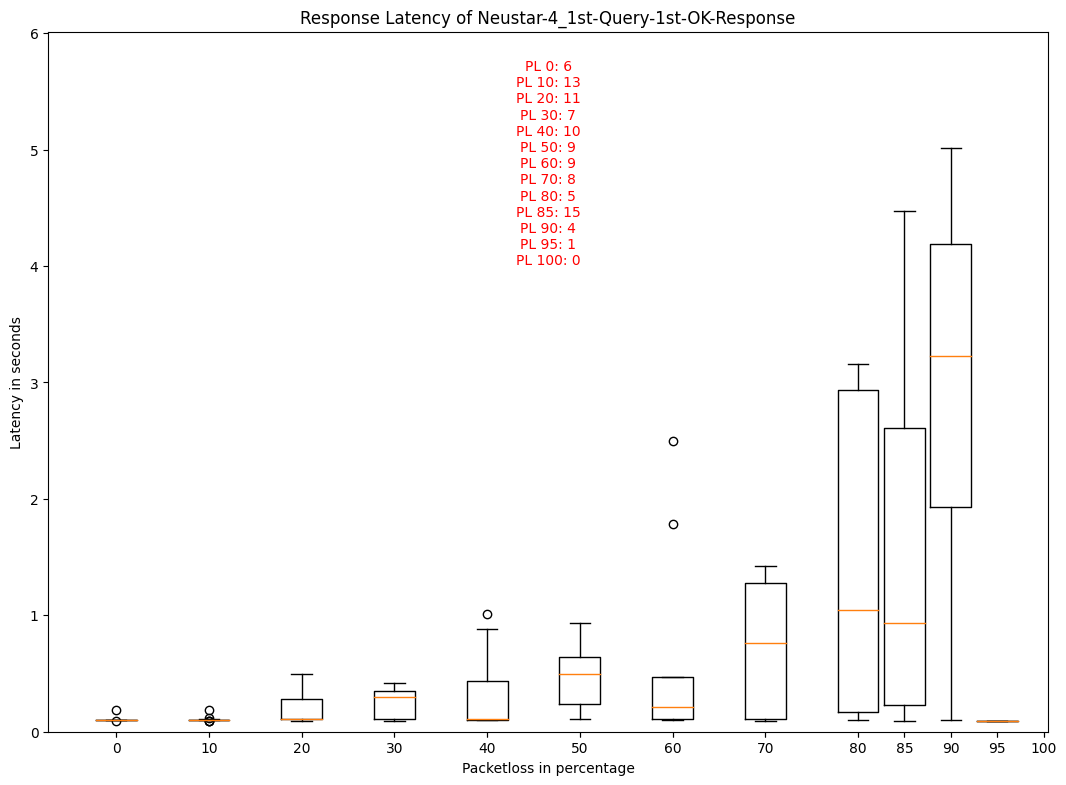 Response Latency of Neustar-4_1st-Query-1st-OK-Response
6
5
4
3
2
1
0
Latency in seconds
PL 0: 6
PL 10: 13
PL 20: 11
PL 30: 7
PL 40: 10
PL 50: 9
PL 60: 9
PL 70: 8
PL 80: 5
PL 85: 15
PL 90: 4
PL 95: 1
PL 100: 0
0 10 20 30 40 50 60 70 80 85 90 95 100
Packetloss in percentage